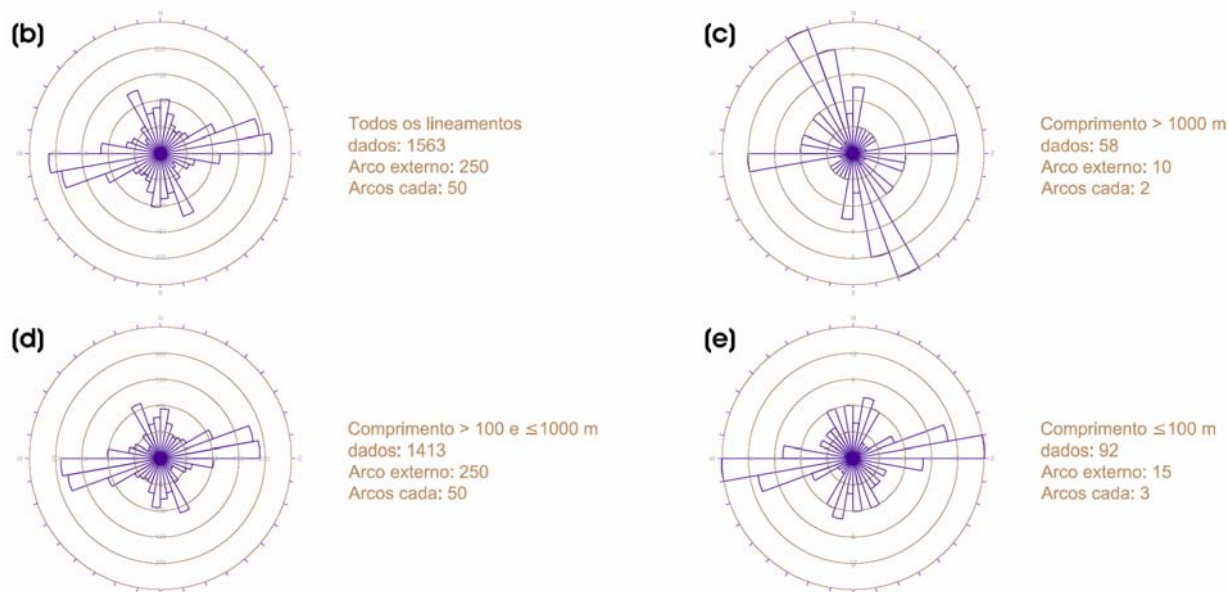 (b)
Todos os lineamentos
dados: 1563
Arco externo: 250
Arcos cada: 50
(c)
Comprimento > 1000 m
dados: 58
Arco externo: 10
Arcos cada: 2
(d)
Comprimento > 100 e ≤1000 m
dados: 1413
Arco externo: 250
Arcos cada: 50
(e)
Comprimento ≤100 m
dados: 92
Arco externo: 15
Arcos cada: 3